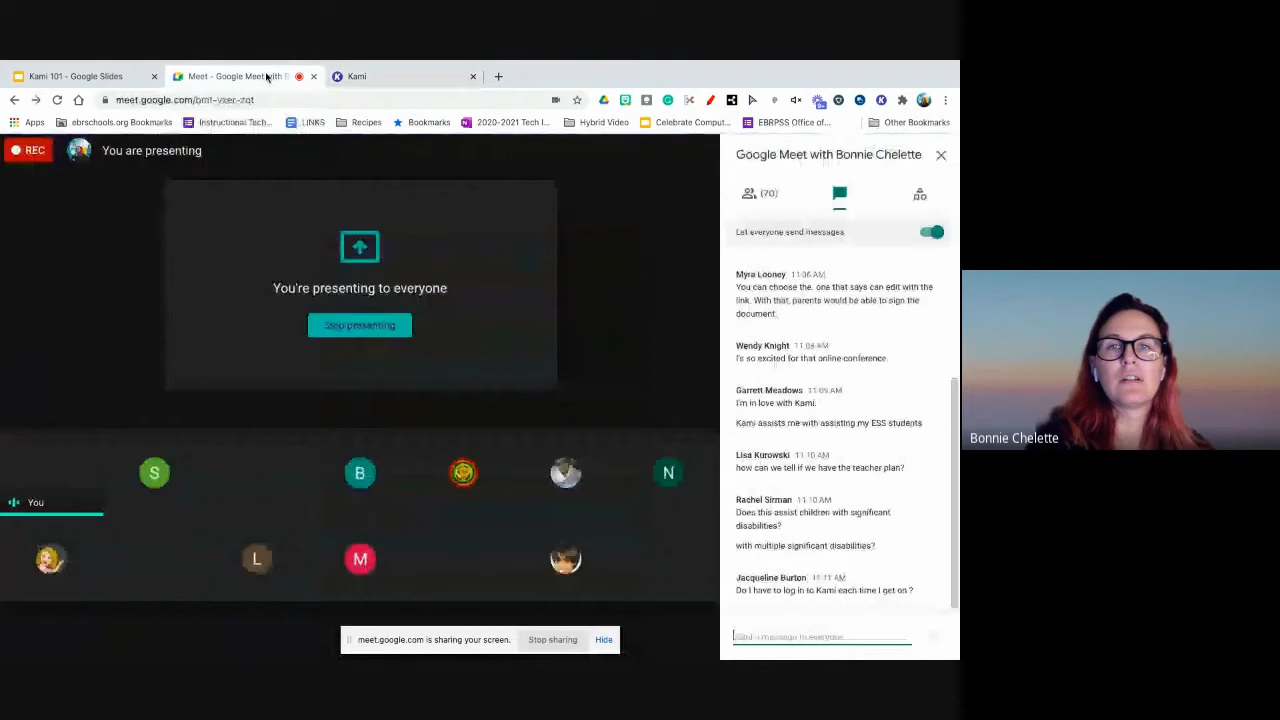 Kami 101 - Google Slides
Meet - Google Meet with B
Kami
meet.google.com/bmt-vxer-zqt
Apps
ebrschools.org Bookmarks
Instructional Tech...
LINKS
Recipes
Bookmarks
2020-2021 Tech I...
Hybrid Video
Celebrate Comput...
EBRPSS Office of...
Other Bookmarks
REC
You are presenting
You're presenting to everyone
Stop presenting
S
B
N
You
L
M
meet.google.com is sharing your screen.
Stop sharing
Hide
Google Meet with Bonnie Chelette
(70)
Let everyone send messages
Myra Looney 11:06 AM
You can choose the. one that says can edit with the
link. With that, parents would be able to sign the
document.
Wendy Knight 11:08 AM
I's so excited for that online conference.
Garrett Meadows 11:09 AM
I'm in love with Kami.
Kami assists me with assisting my ESS students
Lisa Kurowski 11:10 AM
how can we tell if we have the teacher plan?
Rachel Sirman 11:10 AM
Does this assist children with significant
disabilities?
with multiple significant disabilities?
Jacqueline Burton 11:11 AM
Do I have to log in to Kami each time I get on ?
Send a message to everyone
Bonnie Chelette